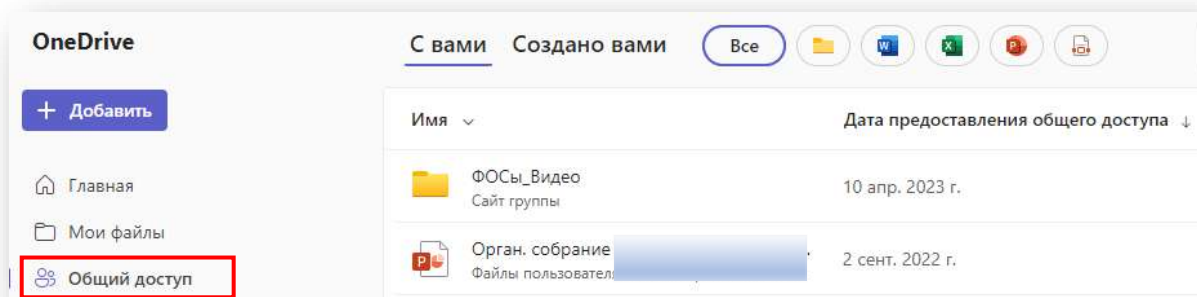 OneDrive
С вами Создано вами Все
+ Добавить
Имя Дата предоставления общего доступа ↓
Главная
ФОСы_Видео
Сайт группы
10 апр. 2023 г.
Мои файлы
Орган. собрание
Файлы пользователя
2 сент. 2022 г.
Общий доступ